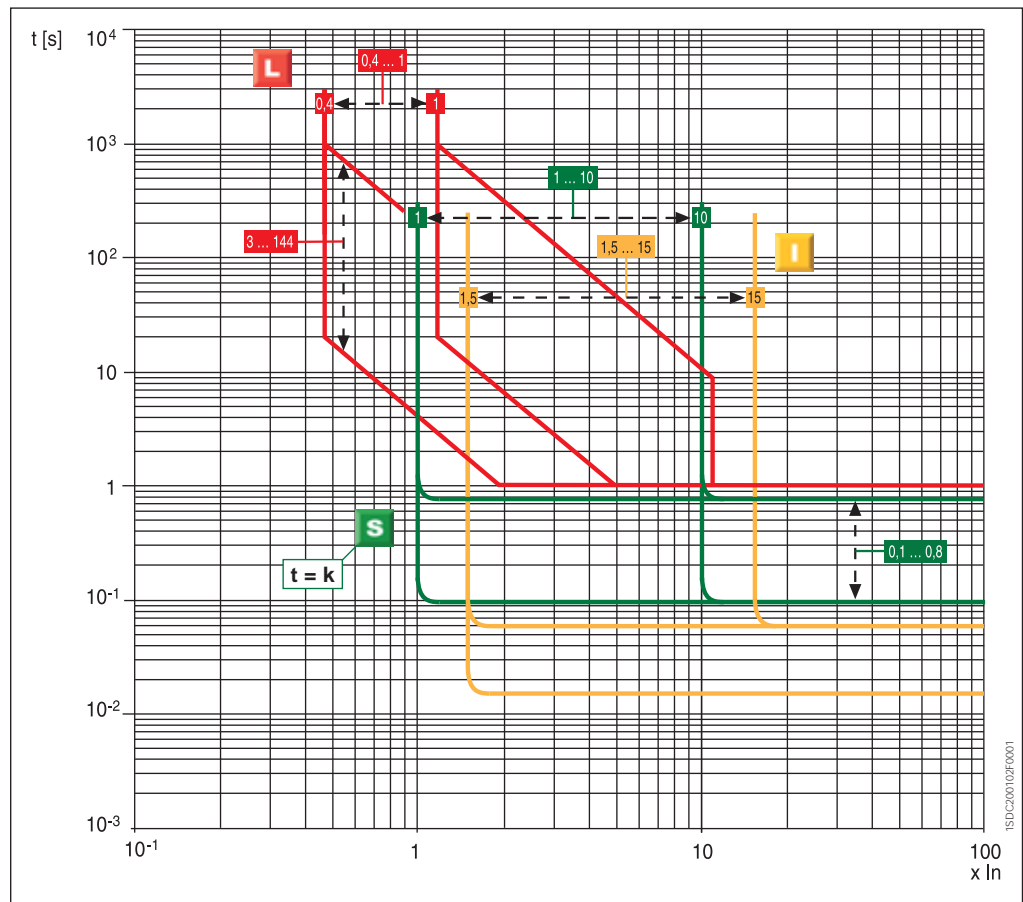 t [s]
10⁴
L
0,4 ... 1
0,4
1
10³
1 ... 10
1
10
3 ... 144
1,5 ... 15
I
10²
1,5
15
10
1
S
0,1 ... 0,8
t = k
10⁻¹
10⁻²
10⁻³
10⁻¹
1
10
100
x In
1SDC200102F0001